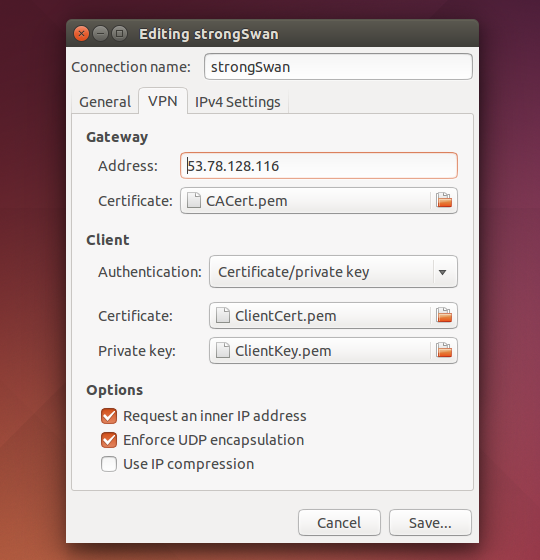 Editing strongSwan
Connection name: strongSwan
General VPN IPv4 Settings
Gateway
Address: 53.78.128.116
Certificate: CACert.pem
Client
Authentication: Certificate/private key
Certificate: ClientCert.pem
Private key: ClientKey.pem
Options
Request an inner IP address
Enforce UDP encapsulation
Use IP compression
Cancel Save...